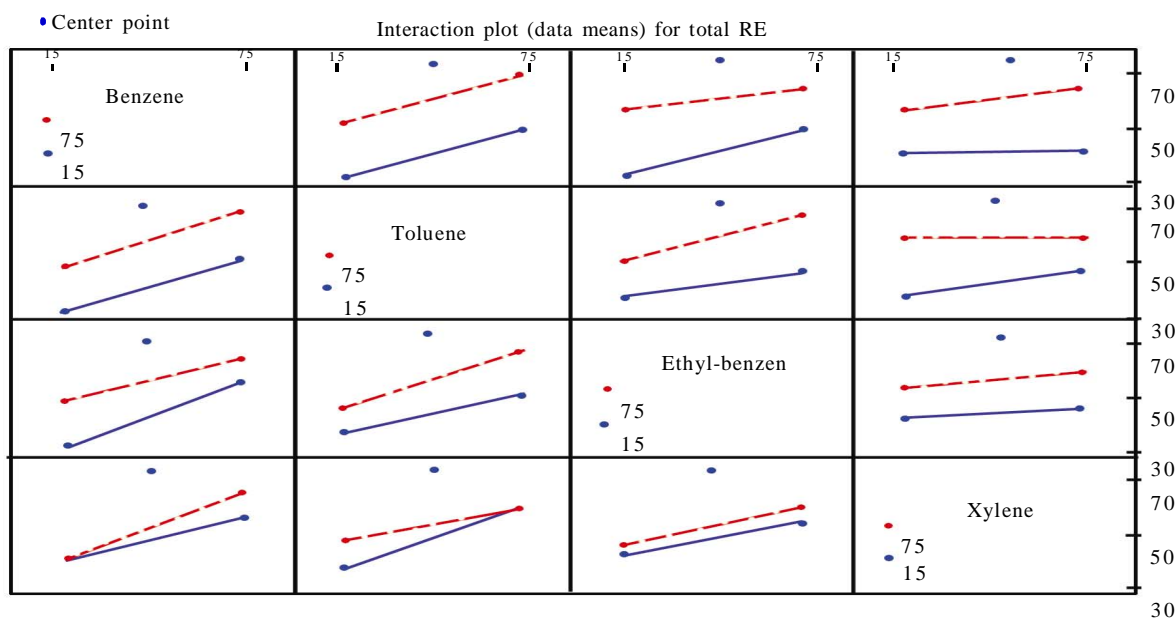 Center point
Interaction plot (data means) for total RE
15 75 15 75 15 75 15 75
Benzene
75
15
70
50
30
Toluene
75
15
70
50
30
Ethyl-benzen
75
15
70
50
30
Xylene
75
15
70
50
30